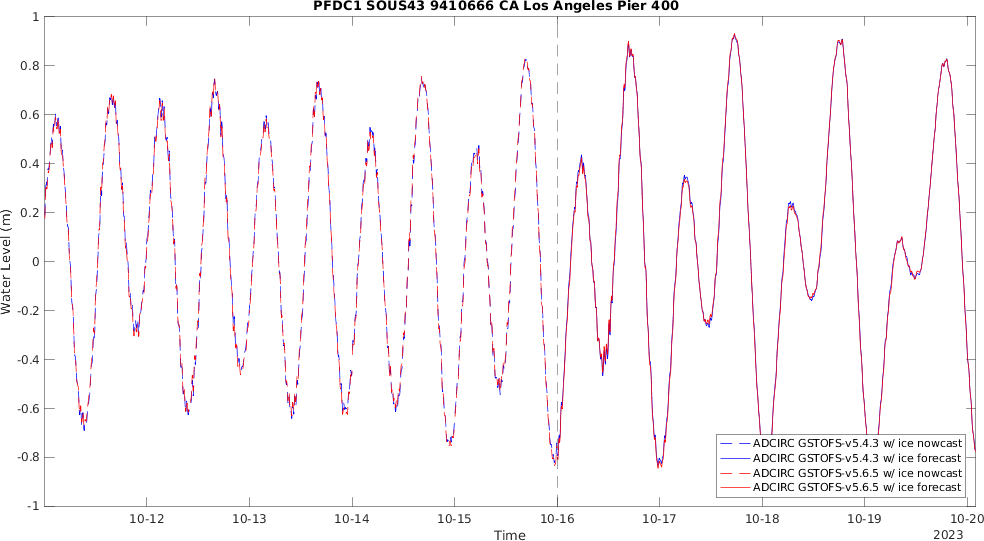 PFDC1 SOUS43 9410666 CA Los Angeles Pier 400
1
0.8
0.6
0.4
0.2
0
-0.2
-0.4
-0.6
-0.8
-1
Water Level (m)
ADCIRC GSTOFS-v5.4.3 w/ ice nowcast
ADCIRC GSTOFS-v5.4.3 w/ ice forecast
ADCIRC GSTOFS-v5.6.5 w/ ice nowcast
ADCIRC GSTOFS-v5.6.5 w/ ice forecast
10-12 10-13 10-14 10-15 10-16 10-17 10-18 10-19 10-20
Time
2023